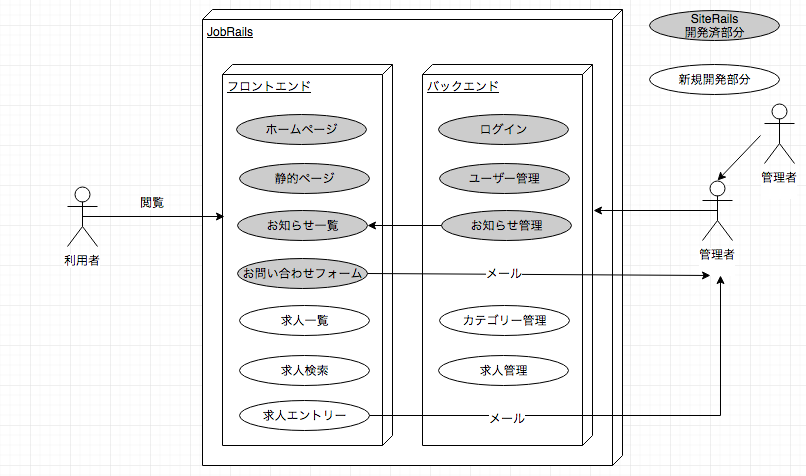 JobRails
SiteRails
開発済部分
新規開発部分
フロントエンド
バックエンド
ホームページ
ログイン
静的ページ
ユーザー管理
管理者
閲覧
お知らせ一覧
お知らせ管理
利用者
管理者
お問い合わせフォーム
メール
求人一覧
カテゴリー管理
求人検索
求人管理
求人エントリー
メール